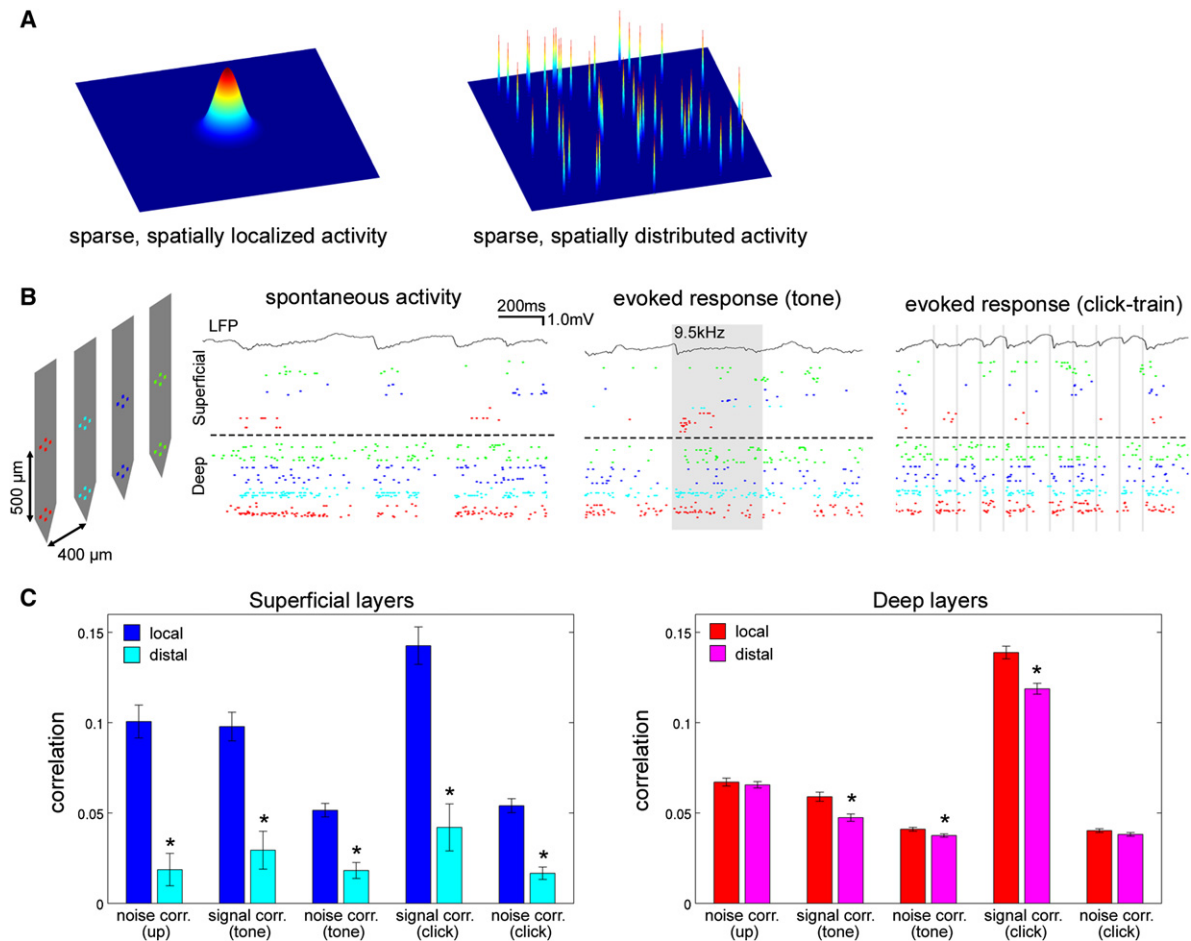 A
sparse, spatially localized activity
sparse, spatially distributed activity
B
500 µm
400 µm
spontaneous activity
200ms
1.0mV
LFP
Superficial
Deep
evoked response (tone)
9.5kHz
evoked response (click-train)
C
Superficial layers
local
distal
correlation
0.15
0.1
0.05
0
*
*
*
*
*
noise corr.
(up)
signal corr.
(tone)
noise corr.
(tone)
signal corr.
(click)
noise corr.
(click)
Deep layers
local
distal
correlation
0.15
0.1
0.05
0
*
*
*
noise corr.
(up)
signal corr.
(tone)
noise corr.
(tone)
signal corr.
(click)
noise corr.
(click)